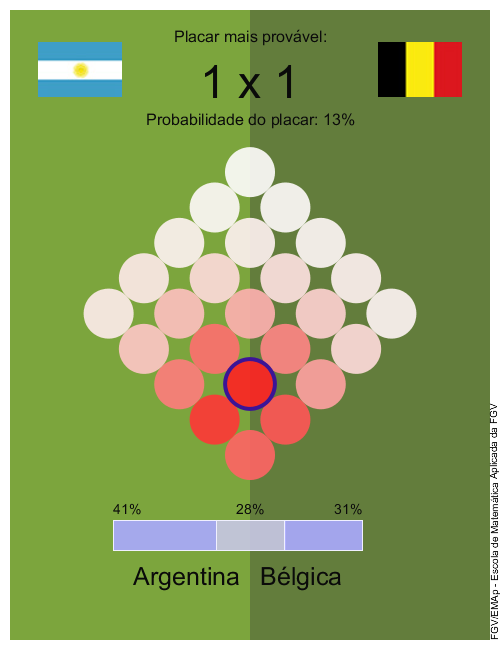 Placar mais provável:
1 x 1
Probabilidade do placar: 13%
41% 28% 31%
Argentina Bélgica
FGV/EMAp - Escola de Matemática Aplicada da FGV